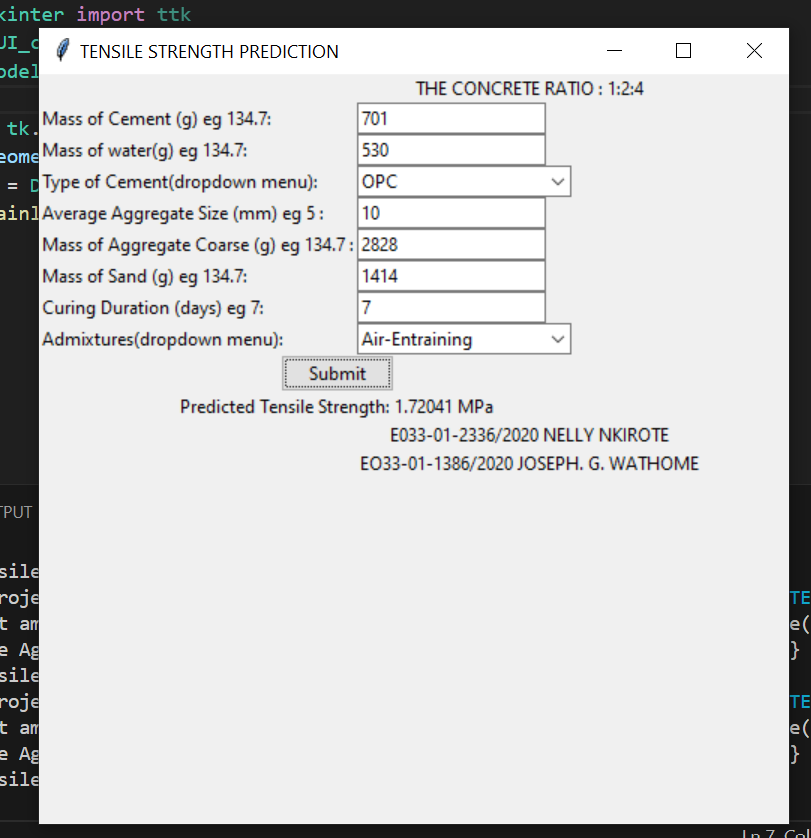 kinter import ttk
TENSILE STRENGTH PREDICTION
THE CONCRETE RATIO : 1:2:4
Mass of Cement (g) eg 134.7: 701
Mass of water(g) eg 134.7: 530
Type of Cement(dropdown menu): OPC
Average Aggregate Size (mm) eg 5 : 10
Mass of Aggregate Coarse (g) eg 134.7 : 2828
Mass of Sand (g) eg 134.7: 1414
Curing Duration (days) eg 7: 7
Admixtures(dropdown menu): Air-Entraining
Submit
Predicted Tensile Strength: 1.72041 MPa
E033-01-2336/2020 NELLY NKIROTE
EO33-01-1386/2020 JOSEPH. G. WATHOME
TPUT
sile
roje TE
t am e(
e Ag }
sile
roje TE
t am e(
e Ag }
sile
Ln 7, Col